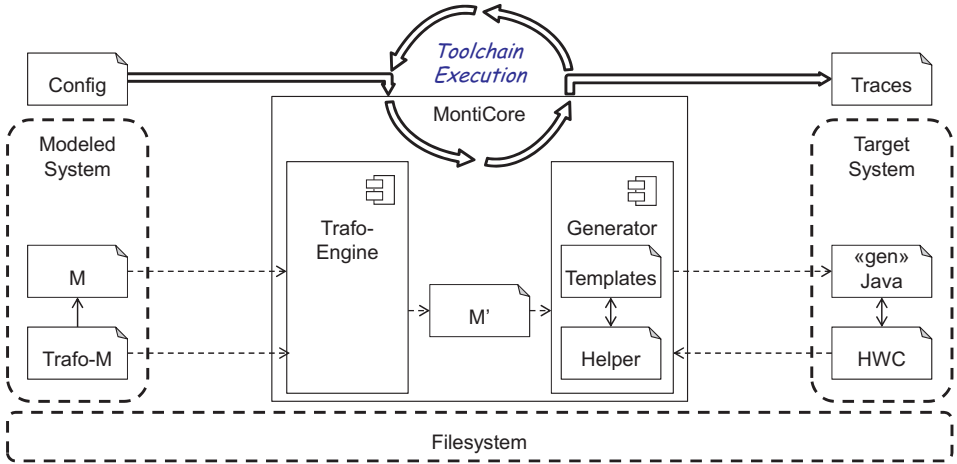 Toolchain
Execution
Config
Traces
MontiCore
Modeled
System
Target
System
Trafo-
Engine
Generator
M
Templates
«gen»
Java
M'
Trafo-M
Helper
HWC
Filesystem